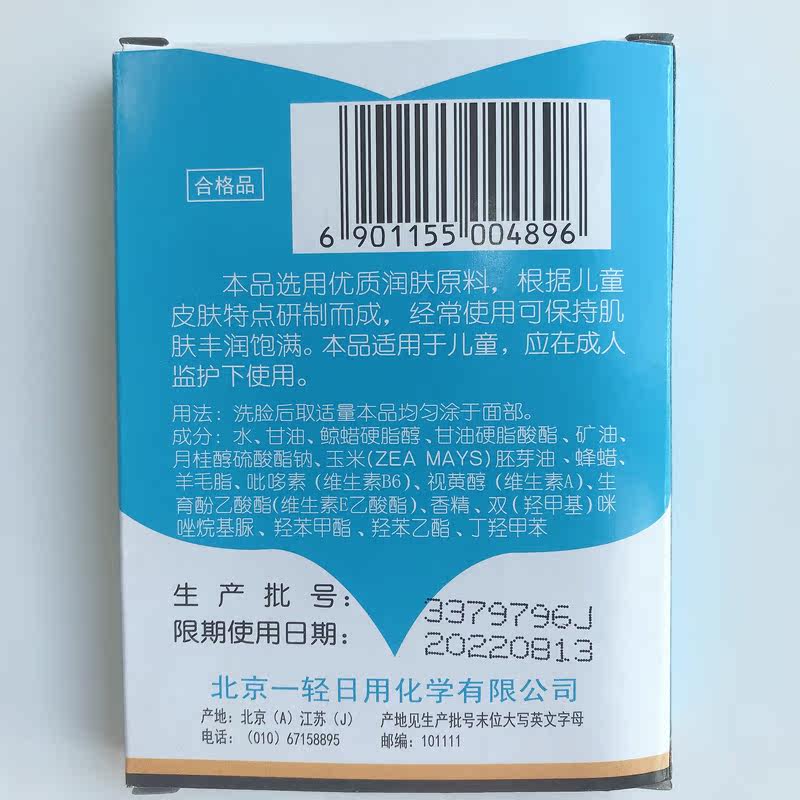 合格品
6 901155 004896
本品选用优质润肤原料，根据儿童
皮肤特点研制而成，经常使用可保持肌
肤丰润饱满。本品适用于儿童，应在成人
监护下使用。
用法：洗脸后取适量本品均匀涂于面部。
成分：水、甘油、鲸蜡硬脂醇、甘油硬脂酸酯、矿油、
月桂醇硫酸酯钠、玉米(ZEA MAYS)胚芽油、蜂蜡、
羊毛脂、吡哆素（维生素B6）、视黄醇（维生素A）、生
育酚乙酸酯(维生素E乙酸酯)、香精、双(羟甲基)咪
唑烷基脲、羟苯甲酯、羟苯乙酯、丁羟甲苯
生产批号：3379796J
限期使用日期：20220813
北京一轻日用化学有限公司
产地：北京（A）江苏（J） 产地见生产批号末位大写英文字母
电话：（010）67158895 邮编：101111